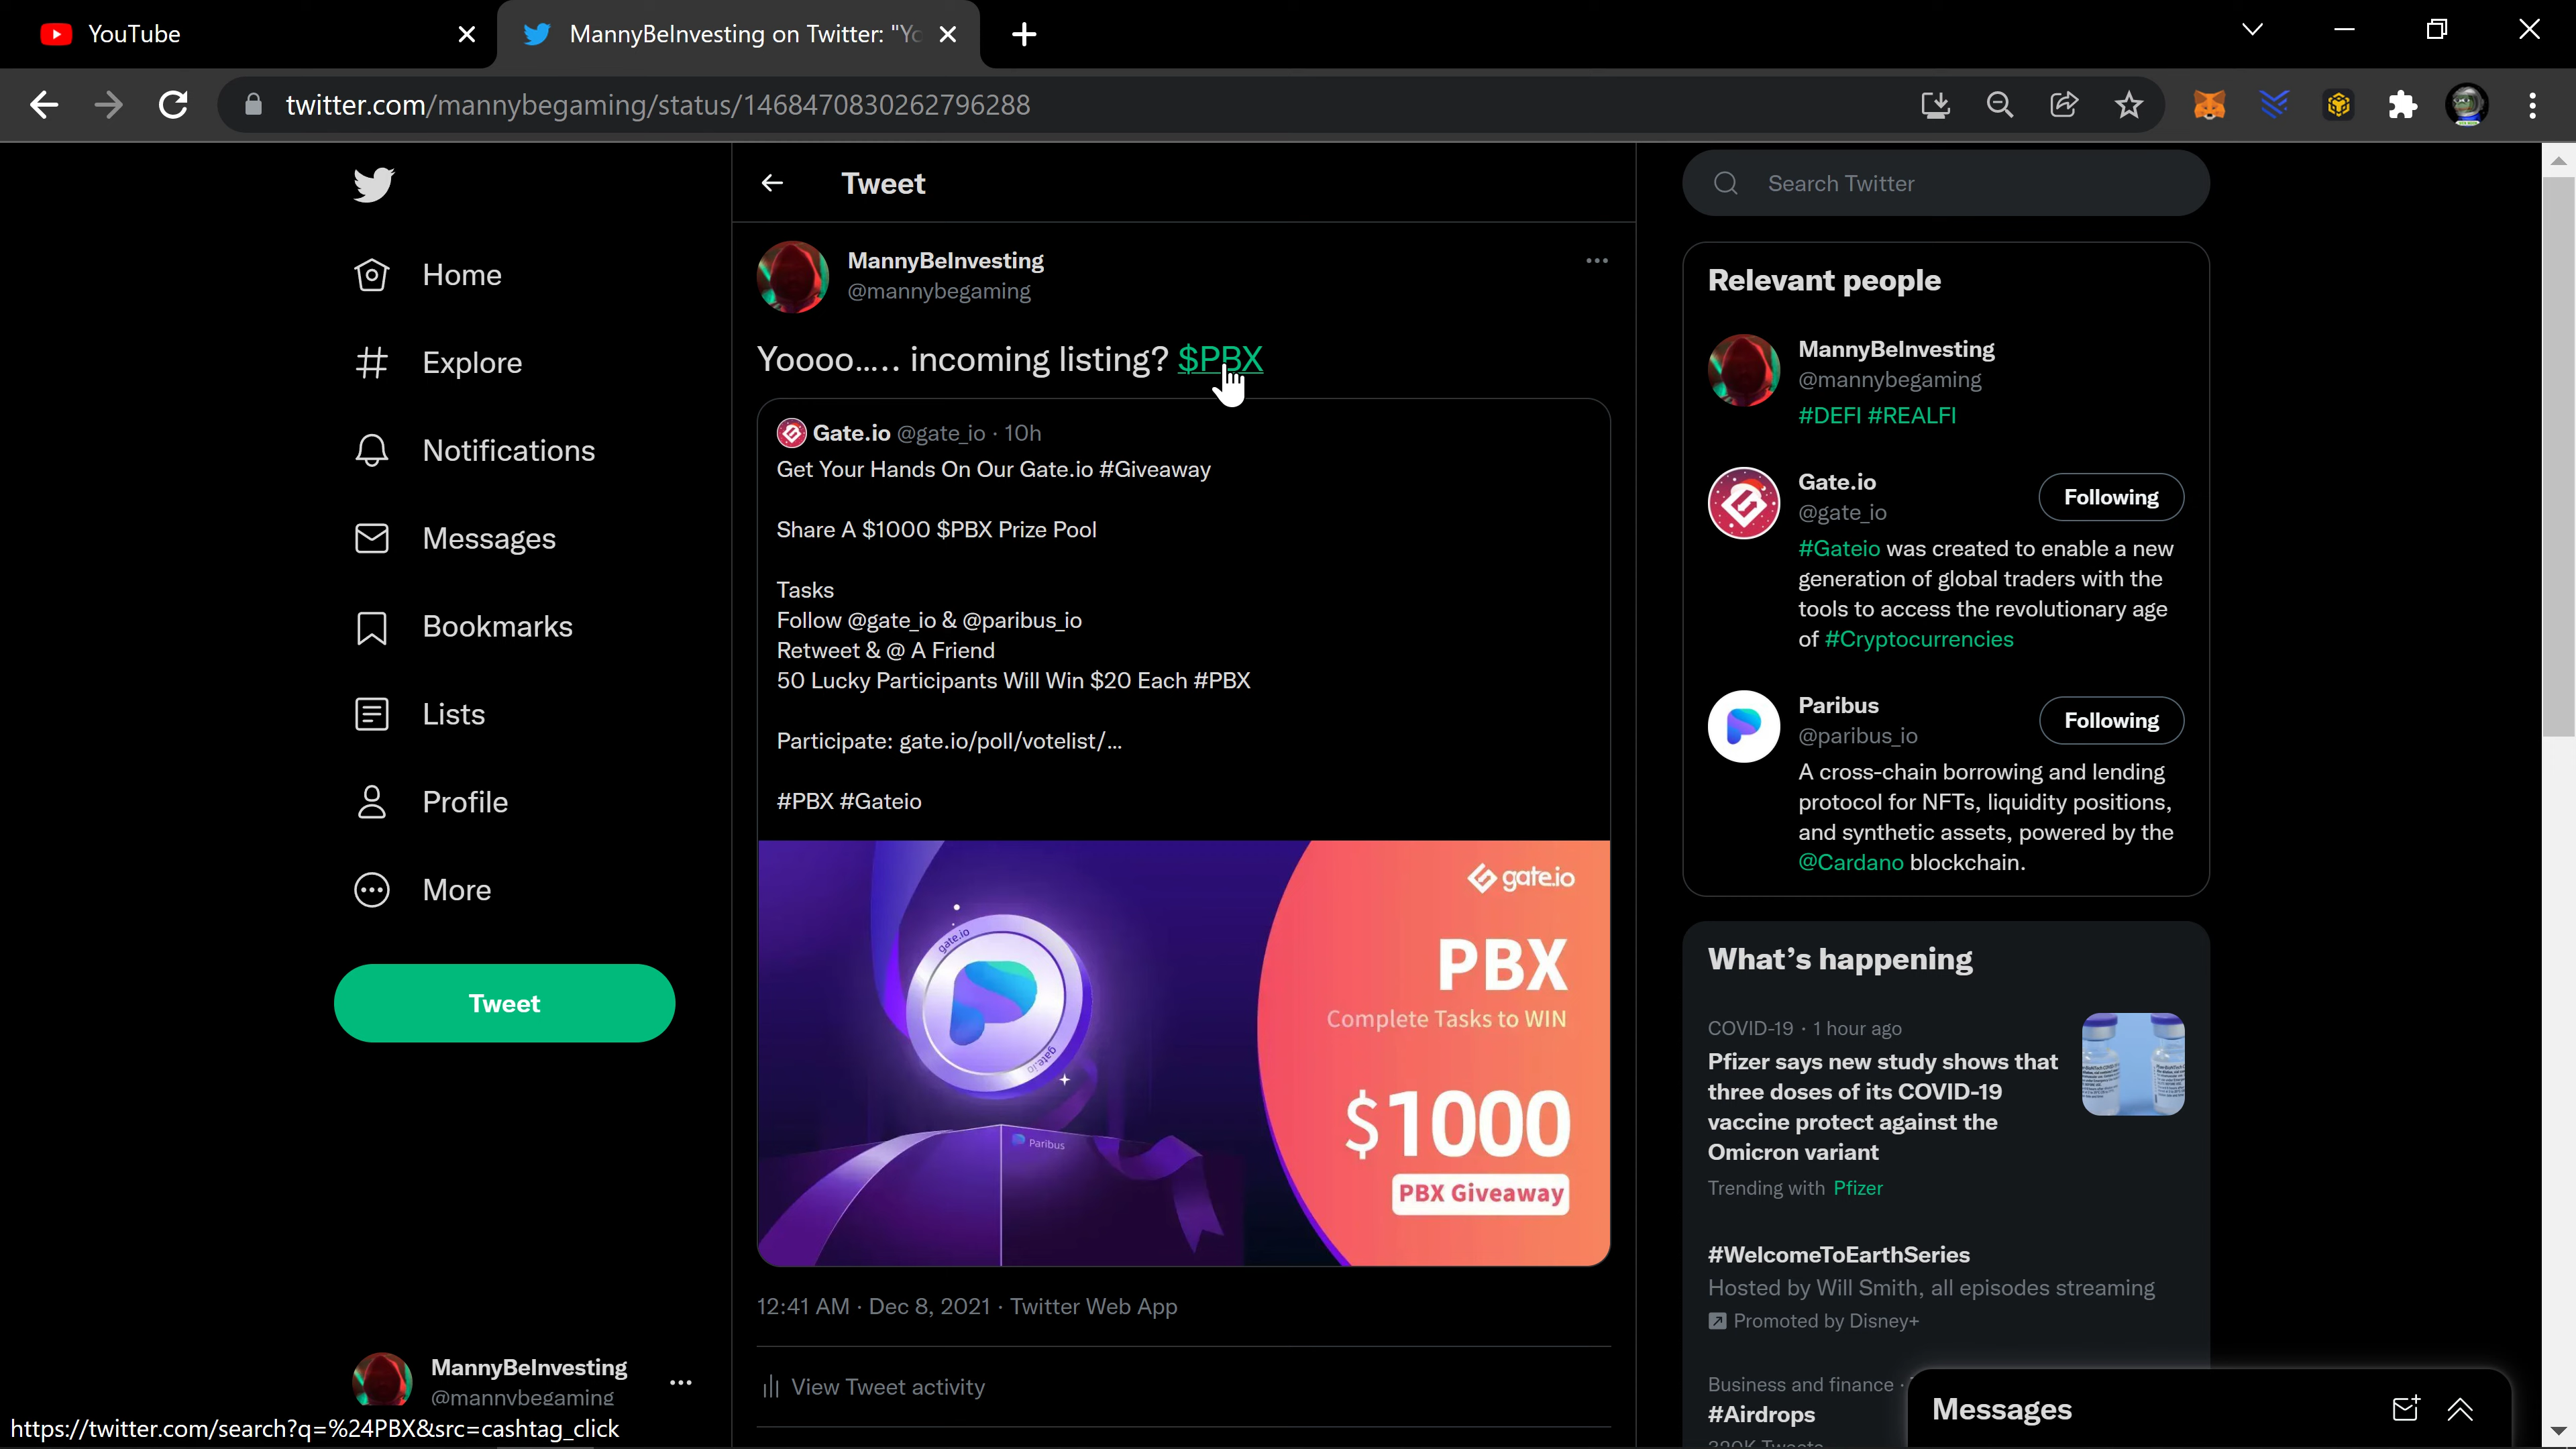 YouTube
MannyBeInvesting on Twitter: "Yo
twitter.com/mannybegaming/status/1468470830262796288
Home
Explore
Notifications
Messages
Bookmarks
Lists
Profile
More
Tweet
MannyBeInvesting
@mannybegaming
Tweet
MannyBeInvesting
@mannybegaming
Yoooo..... incoming listing? $PBX
Gate.io @gate_io · 10h
Get Your Hands On Our Gate.io #Giveaway
Share A $1000 $PBX Prize Pool
Tasks
Follow @gate_io & @paribus_io
Retweet & @ A Friend
50 Lucky Participants Will Win $20 Each #PBX
Participate: gate.io/poll/votelist/...
#PBX #Gateio
gate.io
gate.io
gate.io
Paribus
PBX
Complete Tasks to WIN
$1000
PBX Giveaway
12:41 AM · Dec 8, 2021 · Twitter Web App
View Tweet activity
Search Twitter
Relevant people
MannyBeInvesting
@mannybegaming
#DEFI #REALFI
Gate.io
@gate_io
Following
#Gateio was created to enable a new
generation of global traders with the
tools to access the revolutionary age
of #Cryptocurrencies
Paribus
@paribus_io
Following
A cross-chain borrowing and lending
protocol for NFTs, liquidity positions,
and synthetic assets, powered by the
@Cardano blockchain.
What's happening
COVID-19 · 1 hour ago
Pfizer says new study shows that
three doses of its COVID-19
vaccine protect against the
Omicron variant
Trending with Pfizer
#WelcomeToEarthSeries
Hosted by Will Smith, all episodes streaming
Promoted by Disney+
Business and finance ·
#Airdrops
Messages
https://twitter.com/search?q=%24PBX&src=cashtag_click